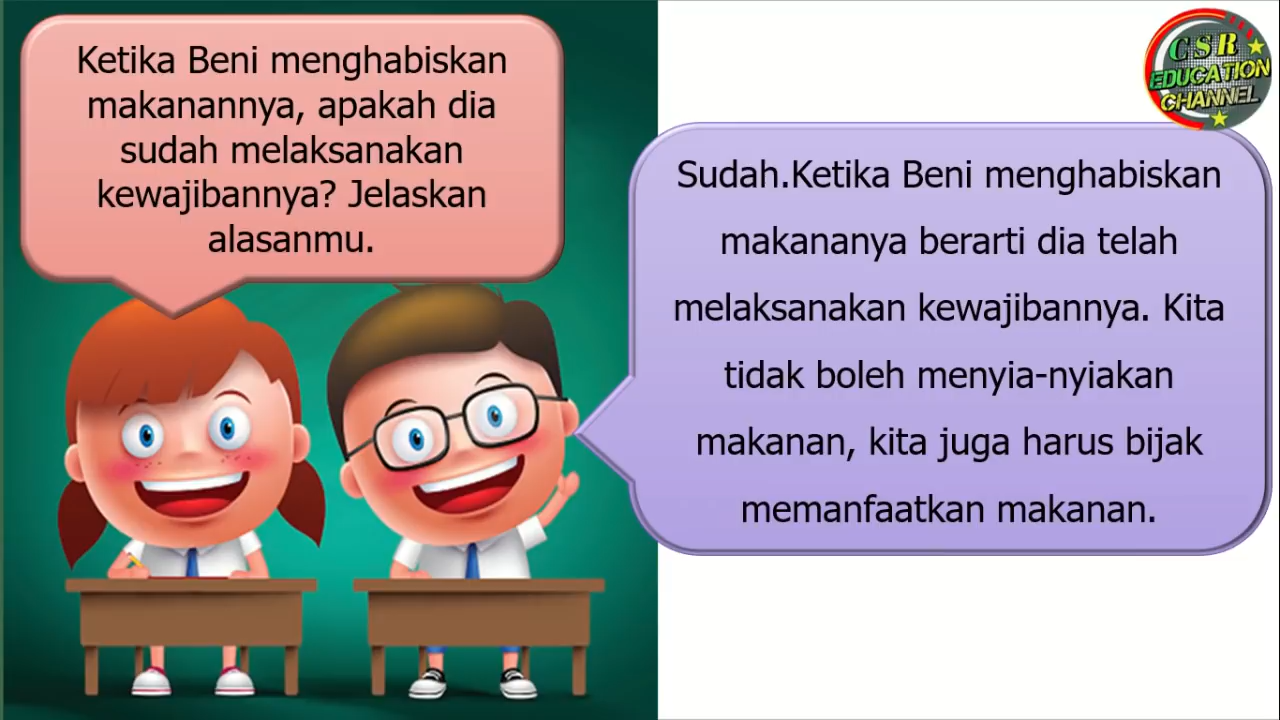 Ketika Beni menghabiskan
makanannya, apakah dia
sudah melaksanakan
kewajibannya? Jelaskan
alasanmu.
CSR
EDUCATION
CHANNEL
Sudah.Ketika Beni menghabiskan
makananya berarti dia telah
melaksanakan kewajibannya. Kita
tidak boleh menyia-nyiakan
makanan, kita juga harus bijak
memanfaatkan makanan.